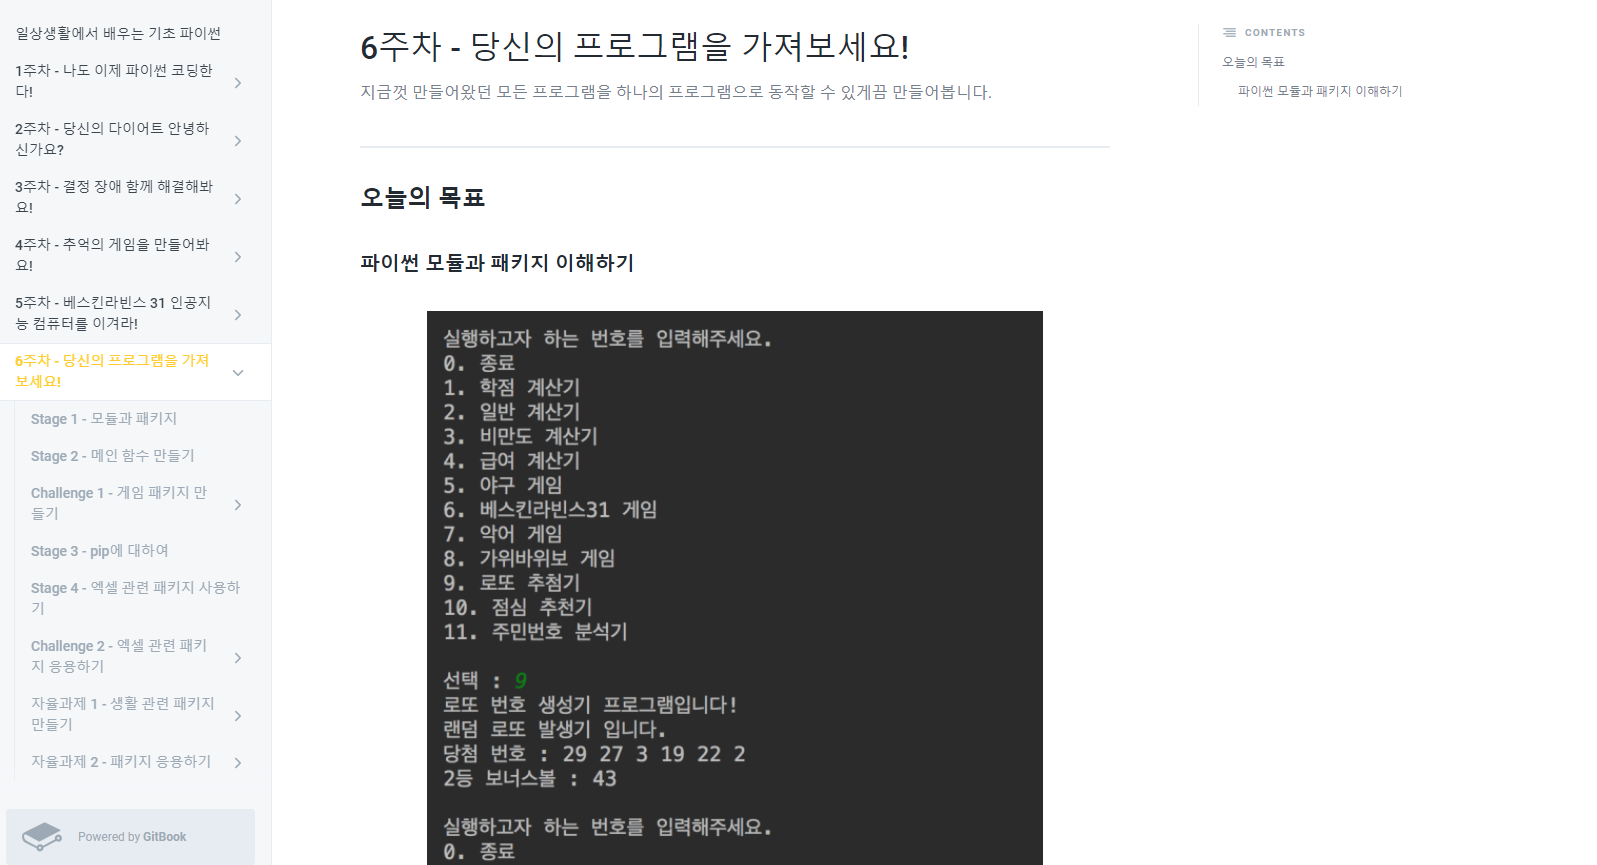 일상생활에서 배우는 기초 파이썬
1주차 - 나도 이제 파이썬 코딩한
다!
2주차 - 당신의 다이어트 안녕하
신가요?
3주차 - 결정 장애 함께 해결해봐
요!
4주차 - 추억의 게임을 만들어봐
요!
5주차 - 베스킨라빈스 31 인공지
능 컴퓨터를 이겨라!
6주차 - 당신의 프로그램을 가져
보세요!
Stage 1 - 모듈과 패키지
Stage 2 - 메인 함수 만들기
Challenge 1 - 게임 패키지 만
들기
Stage 3 - pip에 대하여
Stage 4 - 엑셀 관련 패키지 사용하
기
Challenge 2 - 엑셀 관련 패키
지 응용하기
자율과제 1 - 생활 관련 패키지
만들기
자율과제 2 - 패키지 응용하기
Powered by GitBook
6주차 - 당신의 프로그램을 가져보세요!
지금껏 만들어왔던 모든 프로그램을 하나의 프로그램으로 동작할 수 있게끔 만들어봅니다.
오늘의 목표
파이썬 모듈과 패키지 이해하기
실행하고자 하는 번호를 입력해주세요.
0. 종료
1. 학점 계산기
2. 일반 계산기
3. 비만도 계산기
4. 급여 계산기
5. 야구 게임
6. 베스킨라빈스31 게임
7. 악어 게임
8. 가위바위보 게임
9. 로또 추첨기
10. 점심 추천기
11. 주민번호 분석기
선택 : 9
로또 번호 생성기 프로그램입니다!
랜덤 로또 발생기 입니다.
당첨 번호 : 29 27 3 19 22 2
2등 보너스볼 : 43
실행하고자 하는 번호를 입력해주세요.
0. 종료
CONTENTS
오늘의 목표
파이썬 모듈과 패키지 이해하기